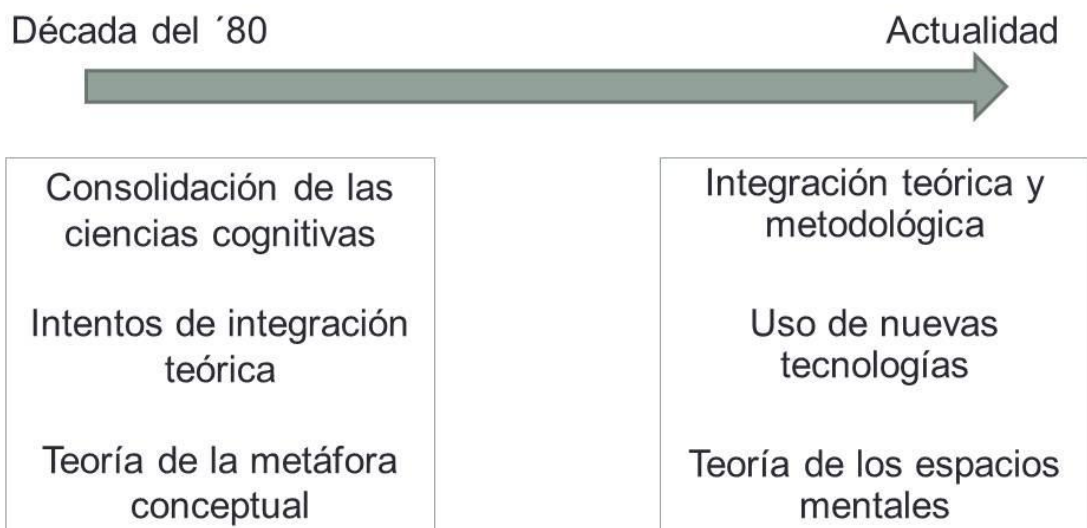 Década del ´80
Actualidad
Consolidación de las
ciencias cognitivas
Intentos de integración
teórica
Teoría de la metáfora
conceptual
Integración teórica y
metodológica
Uso de nuevas
tecnologías
Teoría de los espacios
mentales